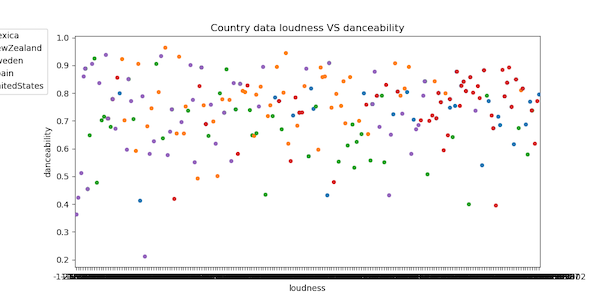 Country data loudness VS danceability
exica
ewZealand
weden
pain
nitedStates
1.0
0.9
0.8
0.7
0.6
0.5
0.4
0.3
0.2
danceability
loudness